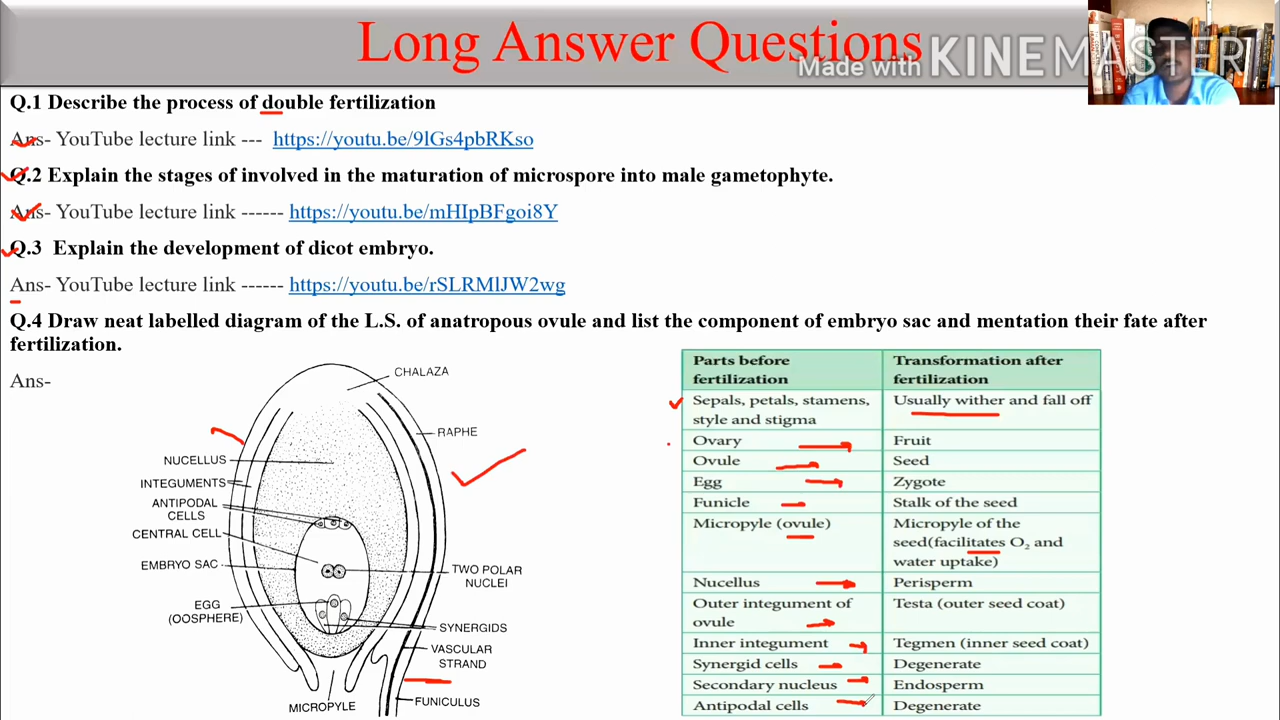 Long Answer Questions
Made with KINEMASTER
Q.1 Describe the process of double fertilization
Ans- YouTube lecture link --- https://youtu.be/9lGs4pbRKso
Q.2 Explain the stages of involved in the maturation of microspore into male gametophyte.
Ans- YouTube lecture link ------ https://youtu.be/mHIpBFgoi8Y
Q.3 Explain the development of dicot embryo.
Ans- YouTube lecture link ------ https://youtu.be/rSLRMlJW2wg
Q.4 Draw neat labelled diagram of the L.S. of anatropous ovule and list the component of embryo sac and mentation their fate after
fertilization.
Ans-
CHALAZA
RAPHE
NUCELLUS
INTEGUMENTS
ANTIPODAL
CELLS
CENTRAL CELL
EMBRYO SAC
TWO POLAR
NUCLEI
EGG
(OOSPHERE)
SYNERGIDS
VASCULAR
STRAND
FUNICULUS
MICROPYLE
Parts before
fertilization
Transformation after
fertilization
Sepals, petals, stamens,
style and stigma
Usually wither and fall off
Ovary
Fruit
Ovule
Seed
Egg
Zygote
Funicle
Stalk of the seed
Micropyle (ovule)
Micropyle of the
seed(facilitates O₂ and
water uptake)
Nucellus
Perisperm
Outer integument of
ovule
Testa (outer seed coat)
Inner integument
Tegmen (inner seed coat)
Synergid cells
Degenerate
Secondary nucleus
Endosperm
Antipodal cells
Degenerate